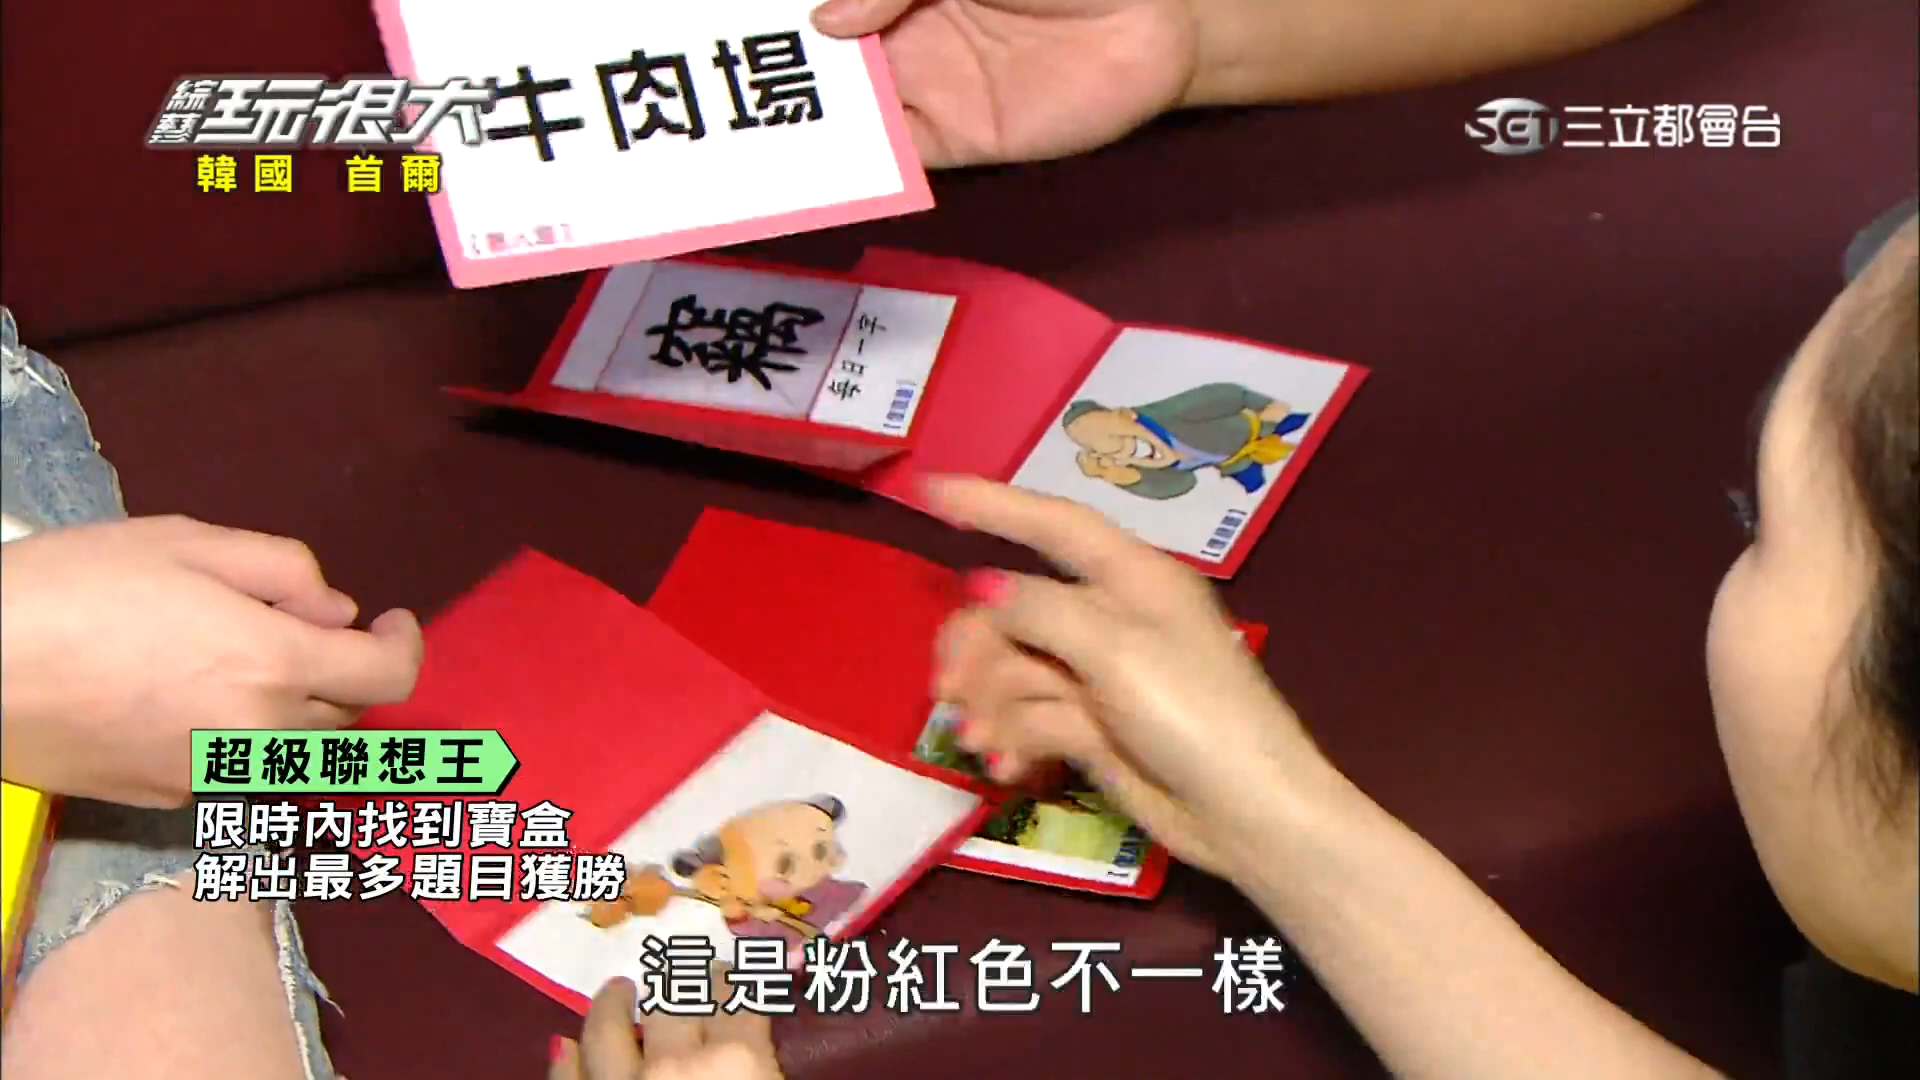 綜藝玩很大
韓國 首爾
牛肉場
SET三立都會台
每日一字
超級聯想王
限時內找到寶盒
解出最多題目獲勝
這是粉紅色不一樣